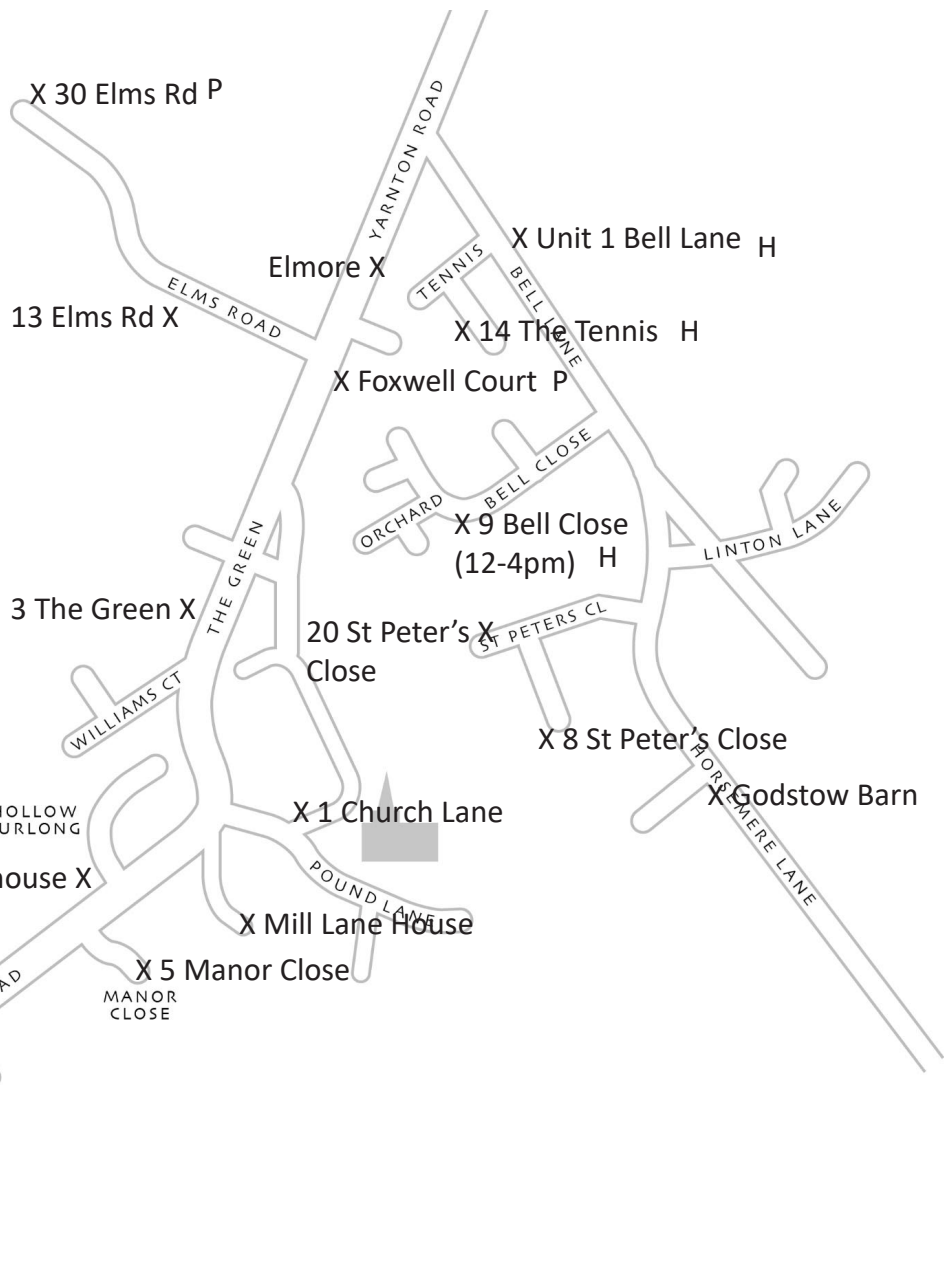 X 30 Elms Rd P
YARNTON ROAD
X Unit 1 Bell Lane H
Elmore X
TENNIS
BELL LANE
ELMS ROAD
13 Elms Rd X
X 14 The Tennis H
X Foxwell Court P
BELL CLOSE
ORCHARD
X 9 Bell Close
(12-4pm) H
LINTON LANE
THE GREEN
3 The Green X
20 St Peter's X
Close
ST PETERS CL
WILLIAMS CT
X 8 St Peter's Close
HORSEMERE LANE
X Godstow Barn
X 1 Church Lane
POUND LANE
X Mill Lane House
X 5 Manor Close
MANOR
CLOSE